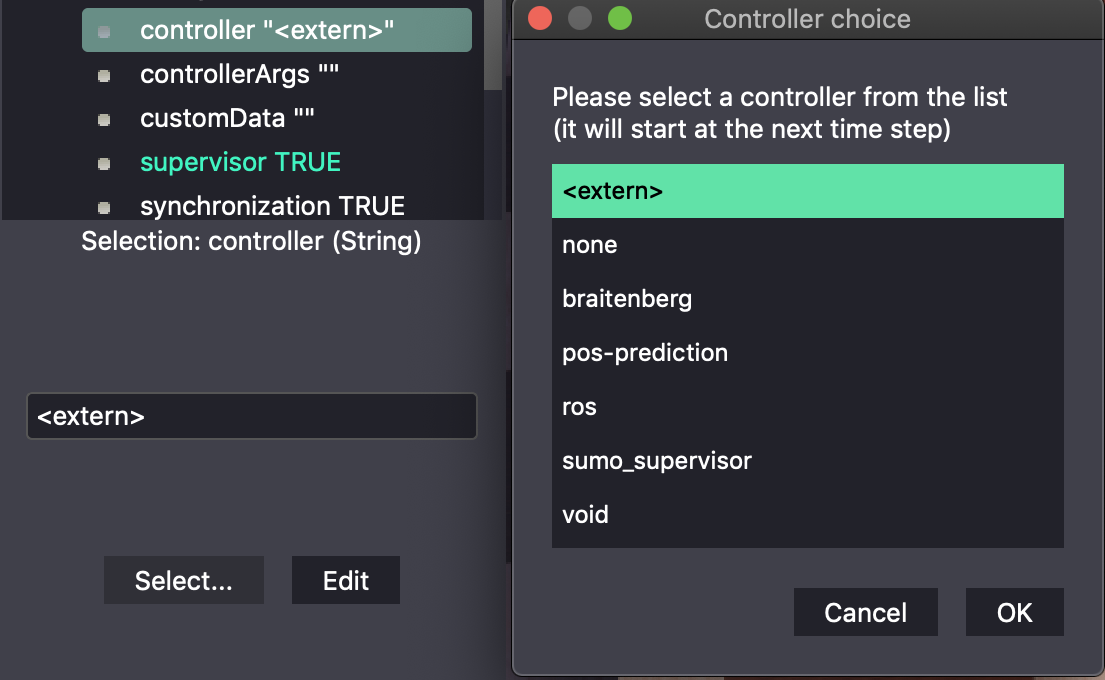 controller "<extern>"
controllerArgs ""
customData ""
supervisor TRUE
synchronization TRUE
Selection: controller (String)
<extern>
Select...
Edit
Controller choice
Please select a controller from the list
(it will start at the next time step)
<extern>
none
braitenberg
pos-prediction
ros
sumo_supervisor
void
Cancel
OK